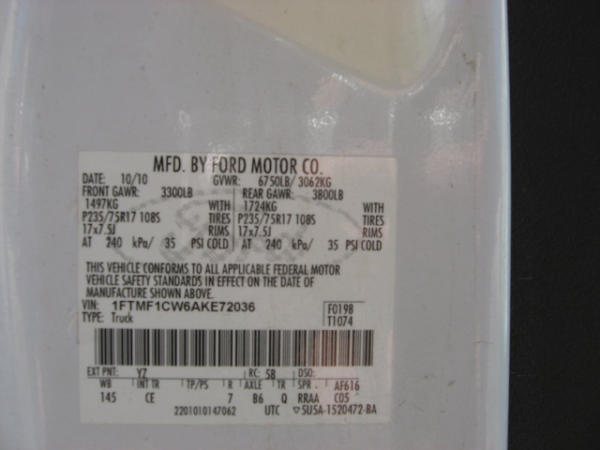 MFD. BY FORD MOTOR CO.
DATE: 10/10 GVWR: 6750LB/ 3062KG
FRONT GAWR: 3300LB REAR GAWR: 3800LB
1497KG WITH 1724KG WITH
P235/75R17 108S TIRES P235/75R17 108S TIRES
17x7.5J RIMS 17x7.5J RIMS
AT 240 kPa/ 35 PSI COLD AT 240 kPa/ 35 PSI COLD
THIS VEHICLE CONFORMS TO ALL APPLICABLE FEDERAL MOTOR
VEHICLE SAFETY STANDARDS IN EFFECT ON THE DATE OF
MANUFACTURE SHOWN ABOVE.
VIN: 1FTMF1CW6AKE72036 F0198
TYPE: Truck T1074
EXT PNT: YZ RC: 58 DSO:
WB INT TR TP/PS R AXLE TR SPR AF616
145 CE 7 B6 Q RRAA C05
2201010147062 UTC ▽5USA-1520472-BA